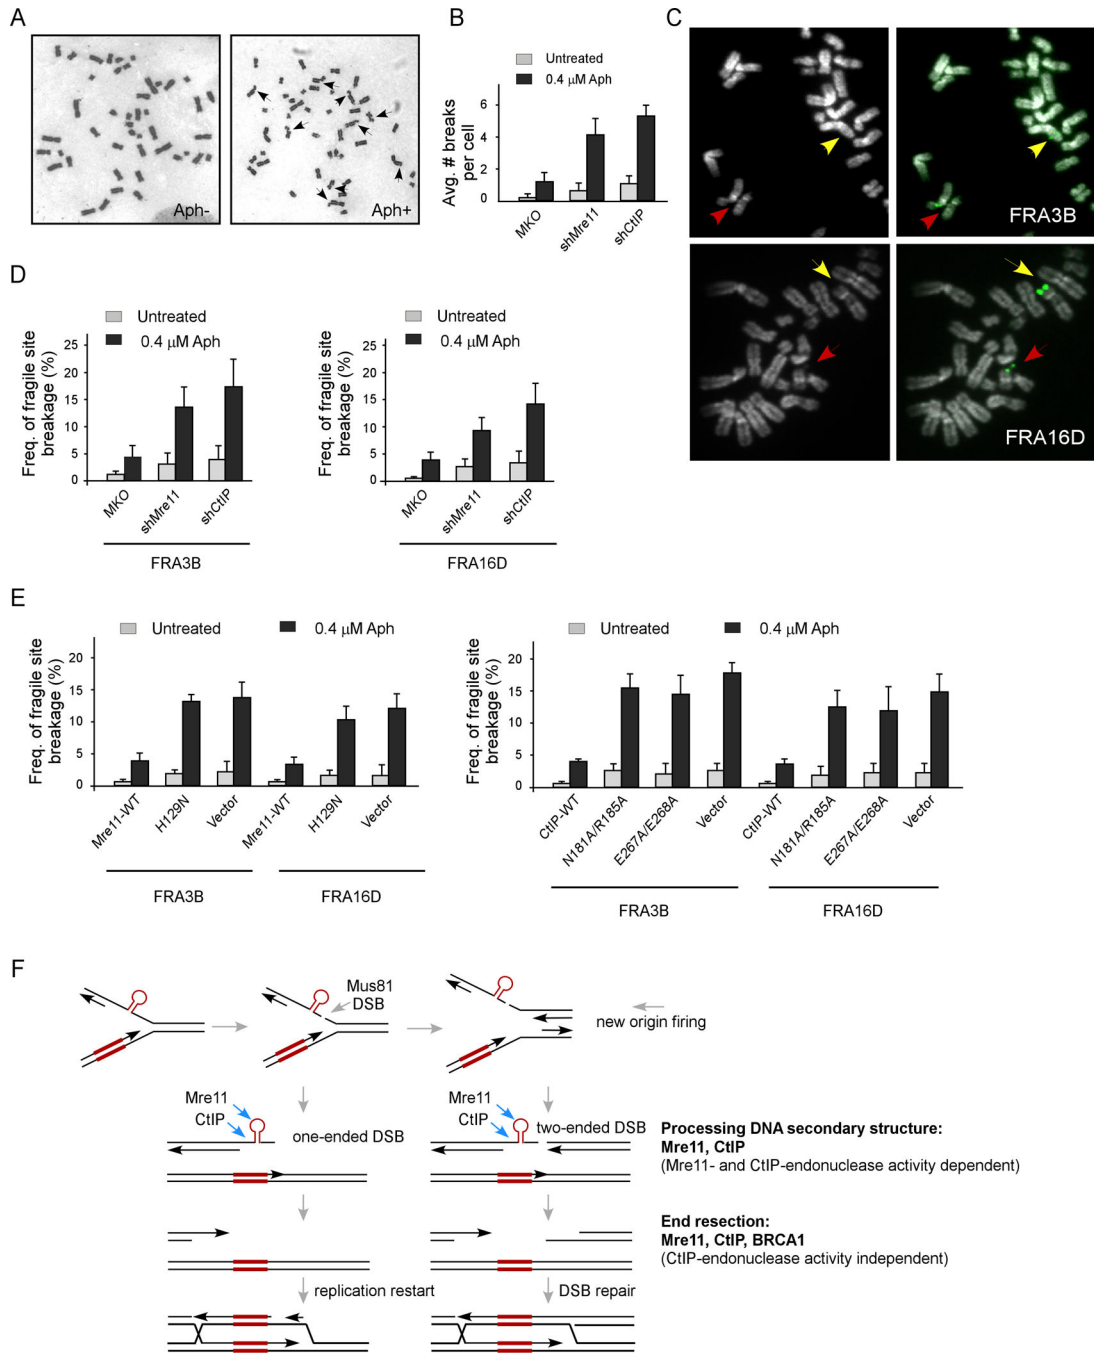 A
Aph-
Aph+
B
Untreated
0.4 μM Aph
Avg. # breaks
per cell
6
4
2
0
MKO
shMre11
shCtIP
C
FRA3B
FRA16D
D
Untreated
0.4 μM Aph
Freq. of fragile site
breakage (%)
25
20
15
10
5
0
MKO
shMre11
shCtIP
FRA3B
Untreated
0.4 μM Aph
Freq. of fragile site
breakage (%)
25
20
15
10
5
0
MKO
shMre11
shCtIP
FRA16D
E
Untreated
0.4 μM Aph
Freq. of fragile site
breakage (%)
20
15
10
5
0
Mre11-WT
H129N
Vector
Mre11-WT
H129N
Vector
FRA3B
FRA16D
Untreated
0.4 μM Aph
Freq. of fragile site
breakage (%)
20
15
10
5
0
CtIP-WT
N181A/R185A
E267A/E268A
Vector
CtIP-WT
N181A/R185A
E267A/E268A
Vector
FRA3B
FRA16D
F
Mus81
DSB
new origin firing
Mre11
CtIP
one-ended DSB
Mre11
CtIP
two-ended DSB
Processing DNA secondary structure:
Mre11, CtIP
(Mre11- and CtIP-endonuclease activity dependent)
End resection:
Mre11, CtIP, BRCA1
(CtIP-endonuclease activity independent)
replication restart
DSB repair